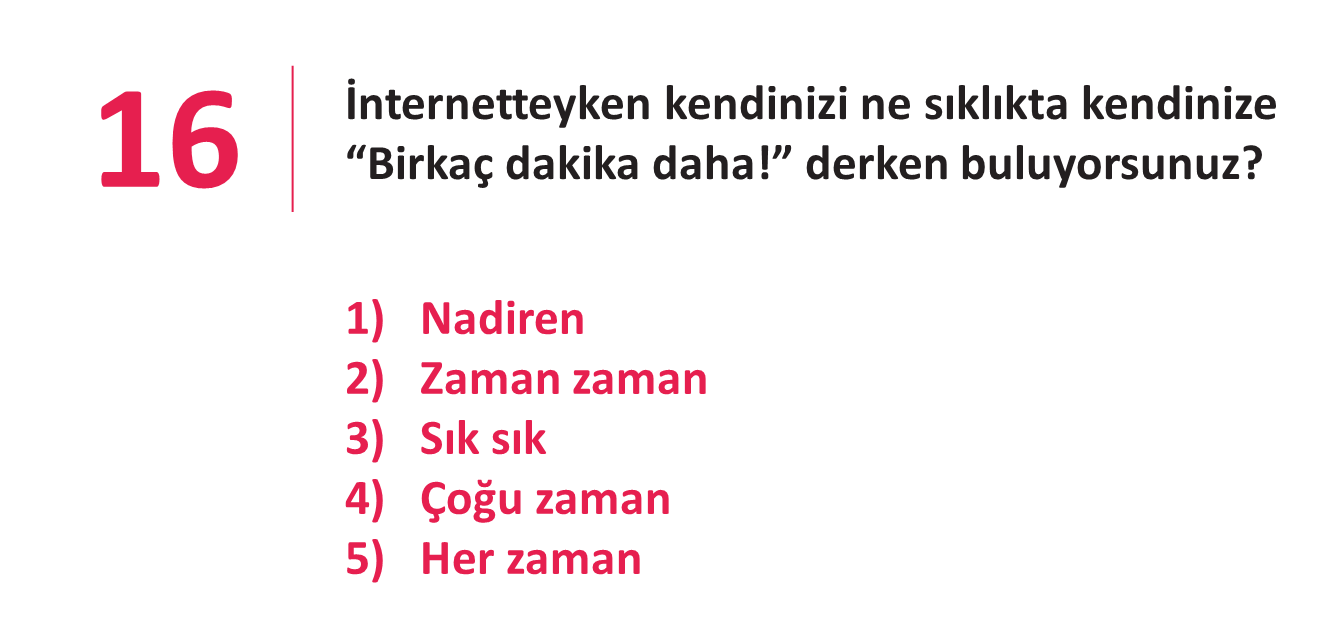 16
İnternetteyken kendinizi ne sıklıkta kendinize
“Birkaç dakika daha!” derken buluyorsunuz?
1) Nadiren
2) Zaman zaman
3) Sık sık
4) Çoğu zaman
5) Her zaman